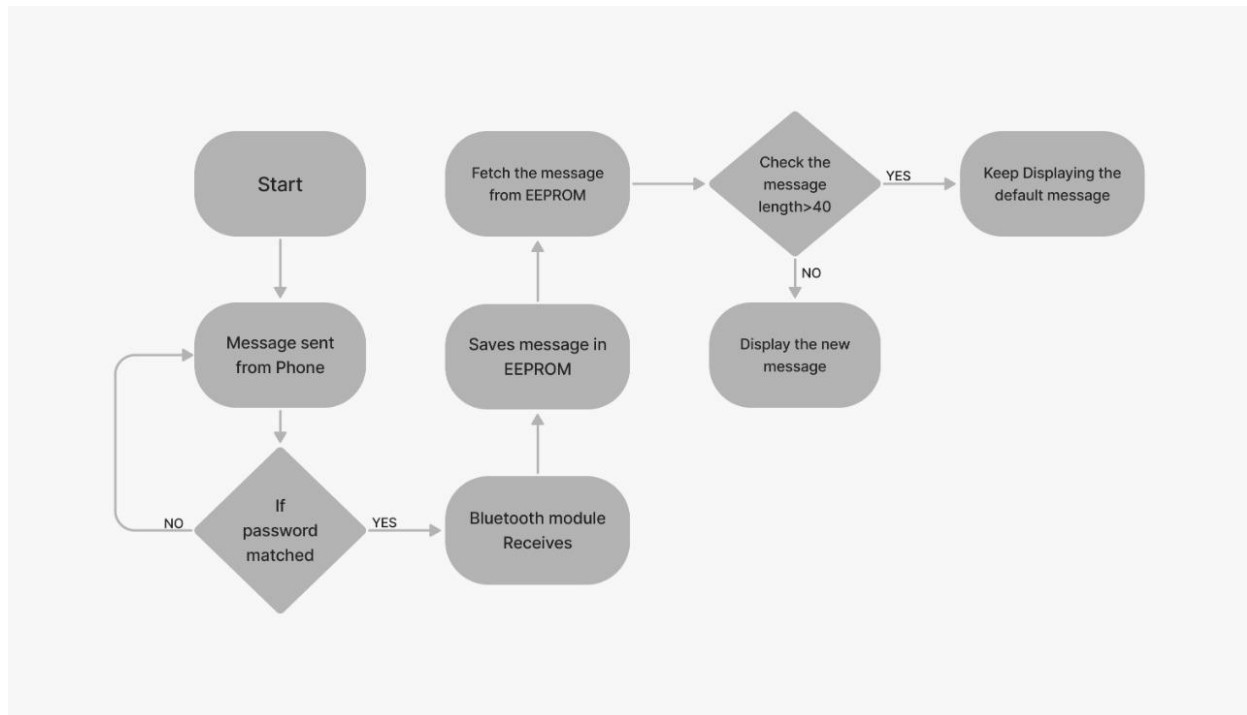 Start
Message sent
from Phone
If
password
matched
NO
YES
Bluetooth module
Receives
Saves message in
EEPROM
Fetch the message
from EEPROM
Check the
message
length>40
YES
Keep Displaying the
default message
NO
Display the new
message